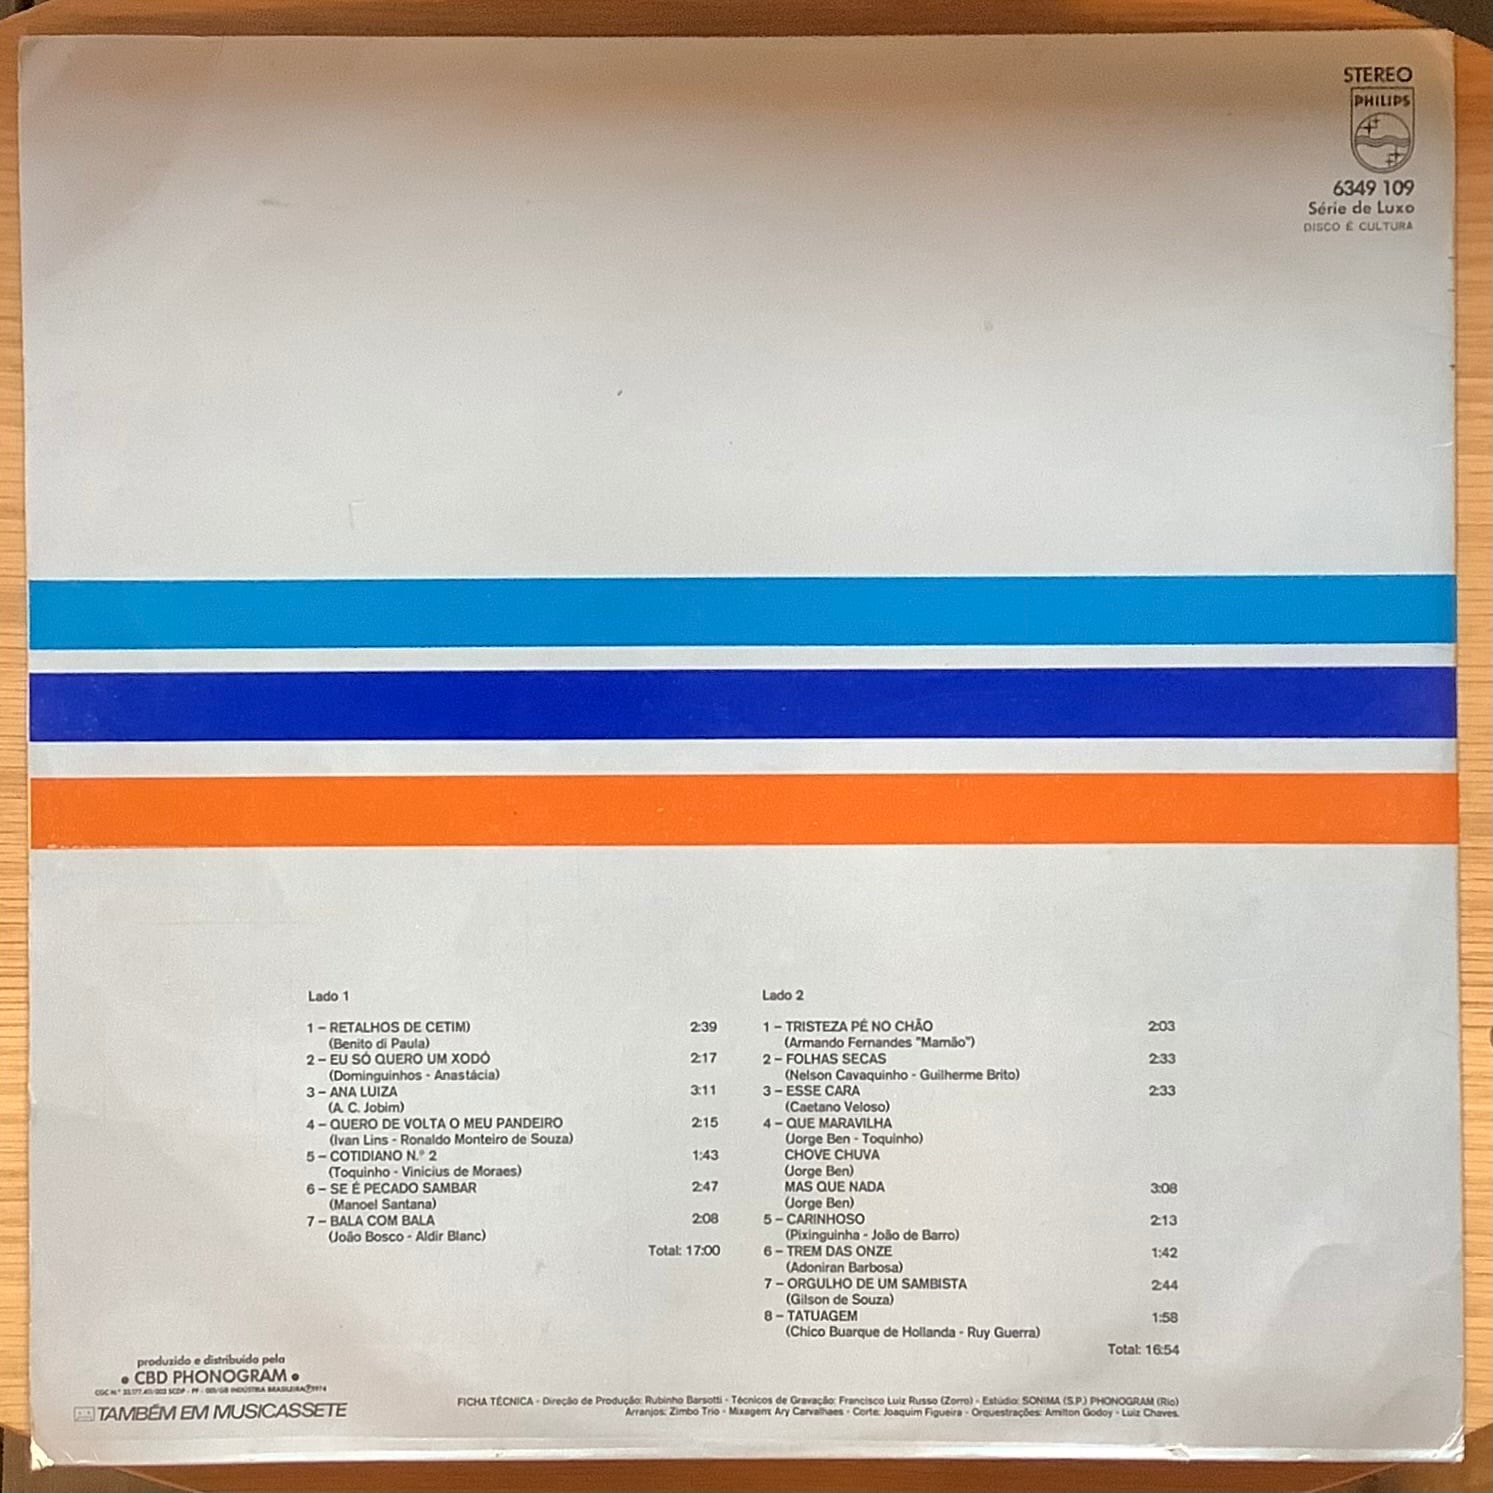 STEREO
PHILIPS
6349 109
Série de Luxo
DISCO É CULTURA
Lado 1
1 – RETALHOS DE CETIM) 2:39
(Benito di Paula)
2 – EU SÓ QUERO UM XODÓ 2:17
(Dominguinhos - Anastácia)
3 – ANA LUIZA 3:11
(A. C. Jobim)
4 – QUERO DE VOLTA O MEU PANDEIRO 2:15
(Ivan Lins - Ronaldo Monteiro de Souza)
5 – COTIDIANO N.º 2 1:43
(Toquinho - Vinicius de Moraes)
6 – SE É PECADO SAMBAR 2:47
(Manoel Santana)
7 – BALA COM BALA 2:08
(João Bosco - Aldir Blanc)
Total: 17:00
Lado 2
1 – TRISTEZA PÉ NO CHÃO 2:03
(Armando Fernandes "Mamão")
2 – FOLHAS SECAS 2:33
(Nelson Cavaquinho - Guilherme Brito)
3 – ESSE CARA 2:33
(Caetano Veloso)
4 – QUE MARAVILHA
(Jorge Ben - Toquinho)
CHOVE CHUVA
(Jorge Ben)
MAS QUE NADA 3:08
(Jorge Ben)
5 – CARINHOSO 2:13
(Pixinguinha - João de Barro)
6 – TREM DAS ONZE 1:42
(Adoniran Barbosa)
7 – ORGULHO DE UM SAMBISTA 2:44
(Gilson de Souza)
8 – TATUAGEM 1:58
(Chico Buarque de Hollanda - Ruy Guerra)
Total: 16:54
produzido e distribuido pela
• CBD PHONOGRAM •
INDÚSTRIA BRASILEIRA ℗ 1974
TAMBÉM EM MUSICASSETE
FICHA TÉCNICA - Direção de Produção: Rubinho Barsotti - Técnicos de Gravação: Francisco Luiz Russo (Zorro) - Estúdio: SONIMA (S.P.) PHONOGRAM (Rio)
Arranjos: Zimbo Trio - Mixagem: Ary Carvalhaes - Corte: Joaquim Figueira - Orquestrações: Amilton Godoy - Luiz Chaves.